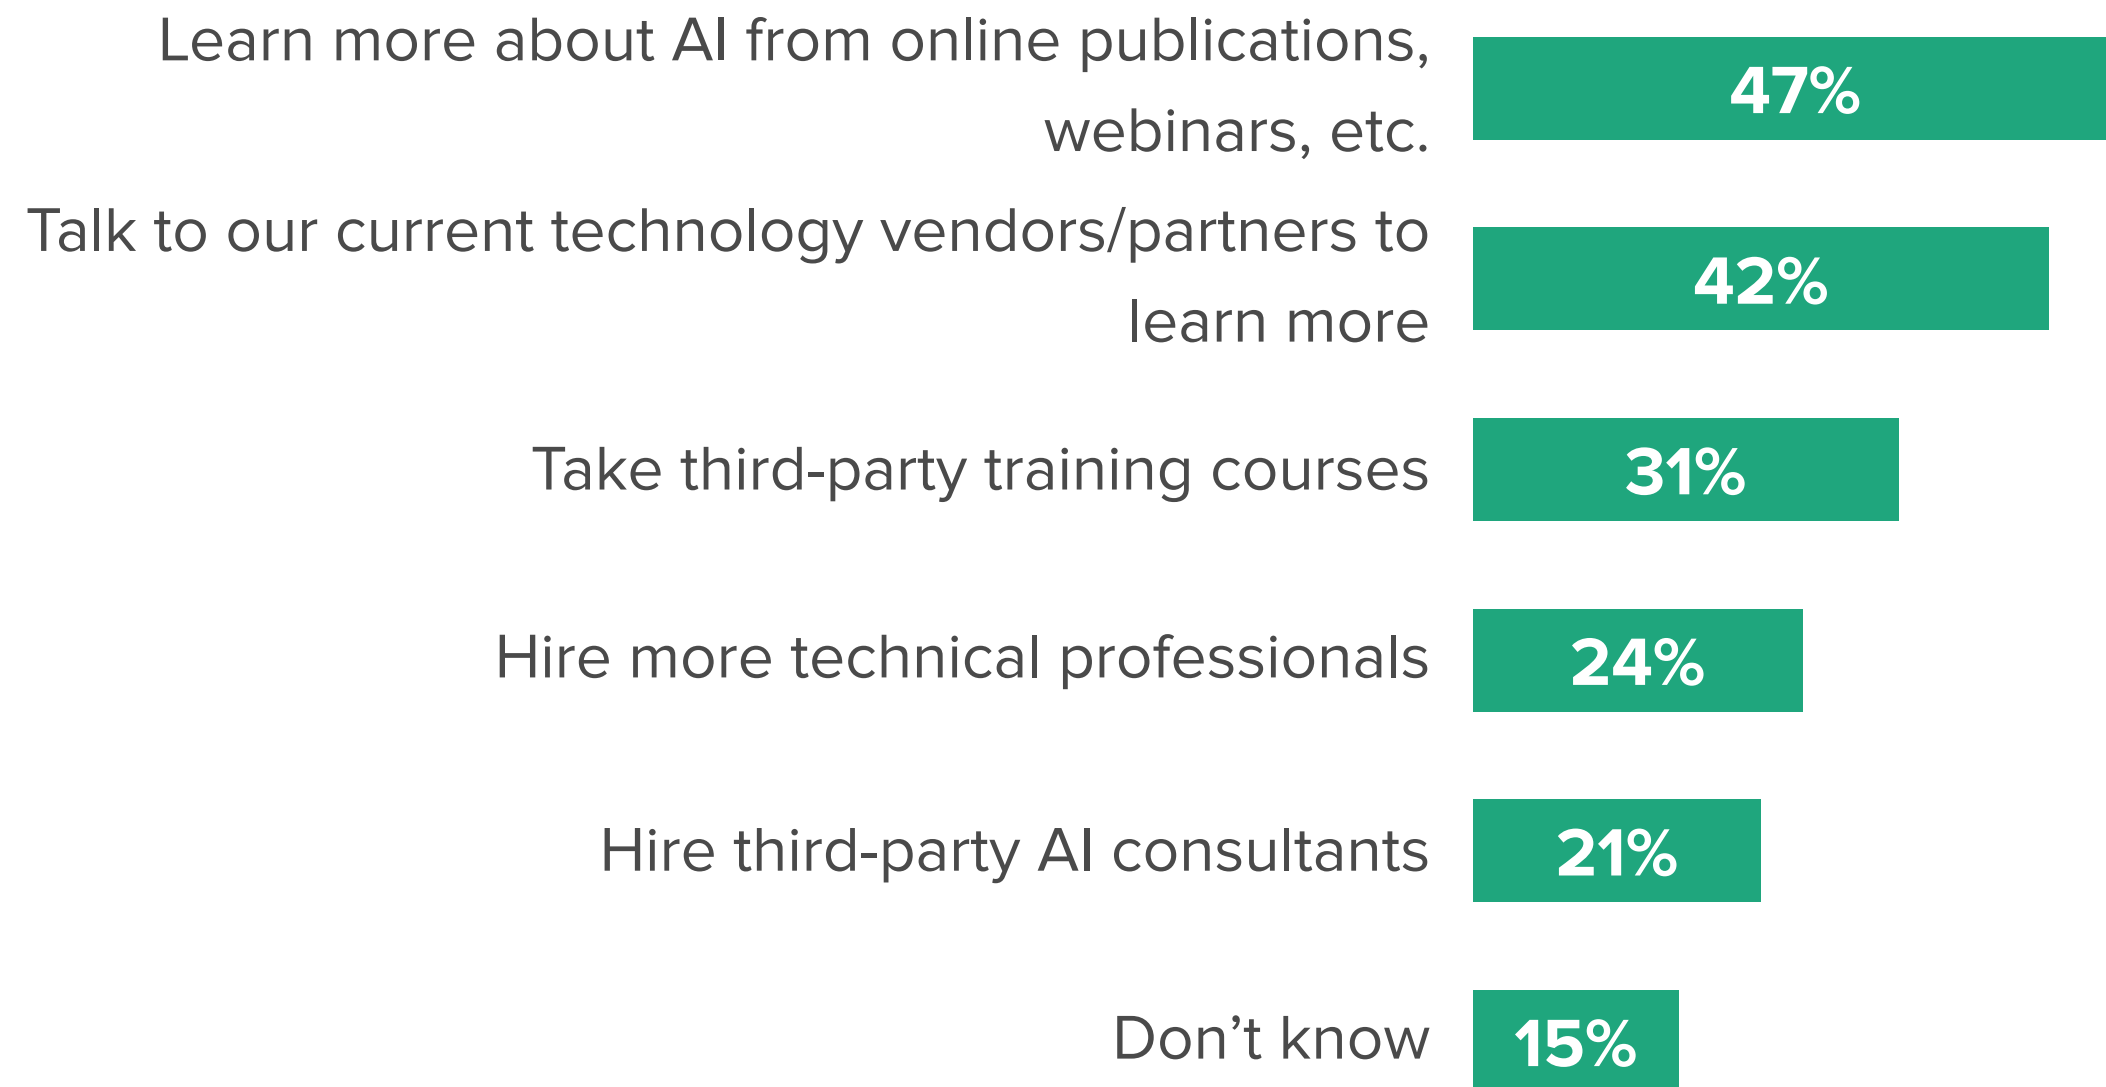 Learn more about AI from online publications,
webinars, etc.
47%
Talk to our current technology vendors/partners to
learn more
42%
Take third-party training courses
31%
Hire more technical professionals
24%
Hire third-party AI consultants
21%
Don’t know
15%